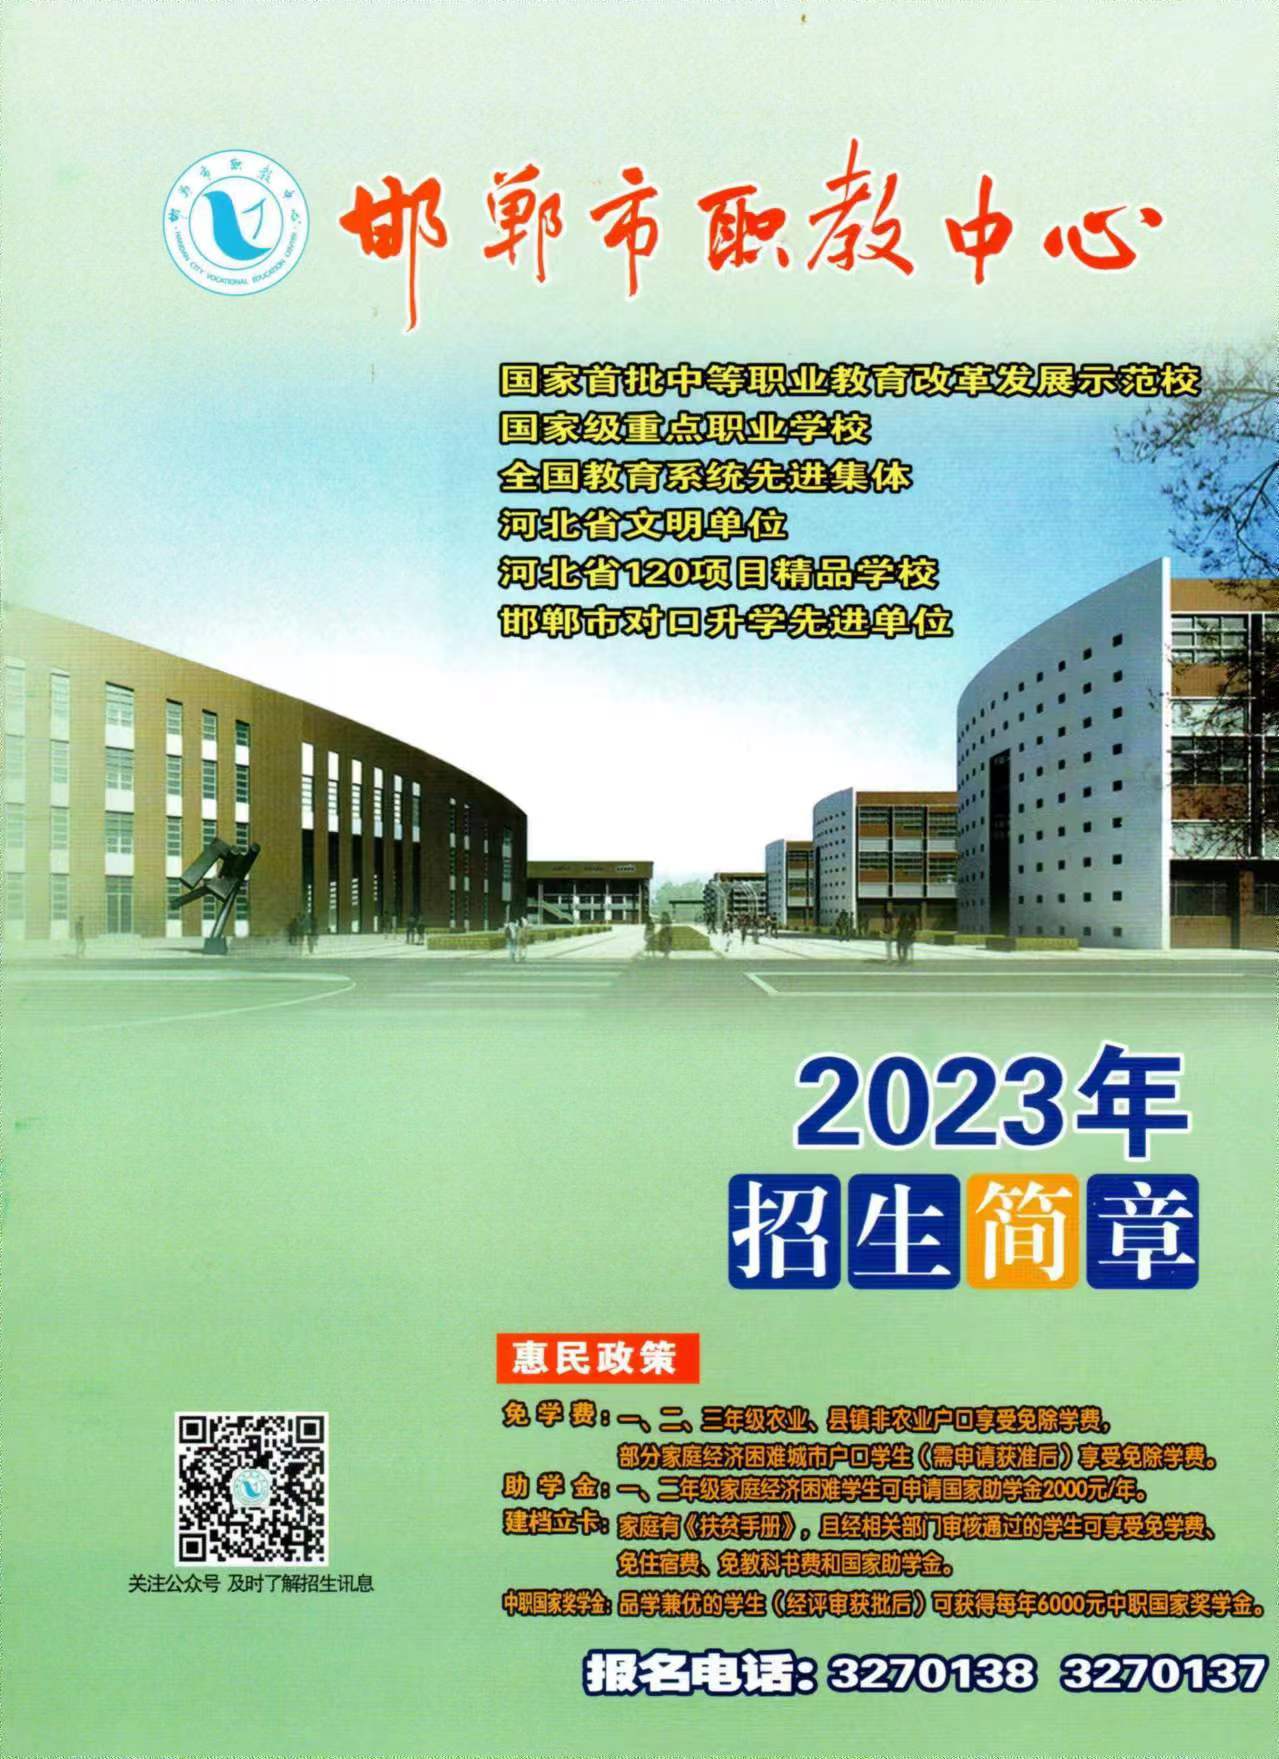 邯郸市职教中心
HANDAN CITY VOCATIONAL EDUCATION CENTER
邯郸市职教中心
国家首批中等职业教育改革发展示范校
国家级重点职业学校
全国教育系统先进集体
河北省文明单位
河北省120项目精品学校
邯郸市对口升学先进单位
2023年
招生简章
惠民政策
免学费：一、二、三年级农业、县镇非农业户口享受免除学费，
部分家庭经济困难城市户口学生（需申请获准后）享受免除学费。
助学金：一、二年级家庭经济困难学生可申请国家助学金2000元/年。
建档立卡：家庭有《扶贫手册》，且经相关部门审核通过的学生可享受免学费、
免住宿费、免教科书费和国家助学金。
中职国家奖学金：品学兼优的学生（经评审获批后）可获得每年6000元中职国家奖学金。
关注公众号 及时了解招生讯息
报名电话：3270138 3270137